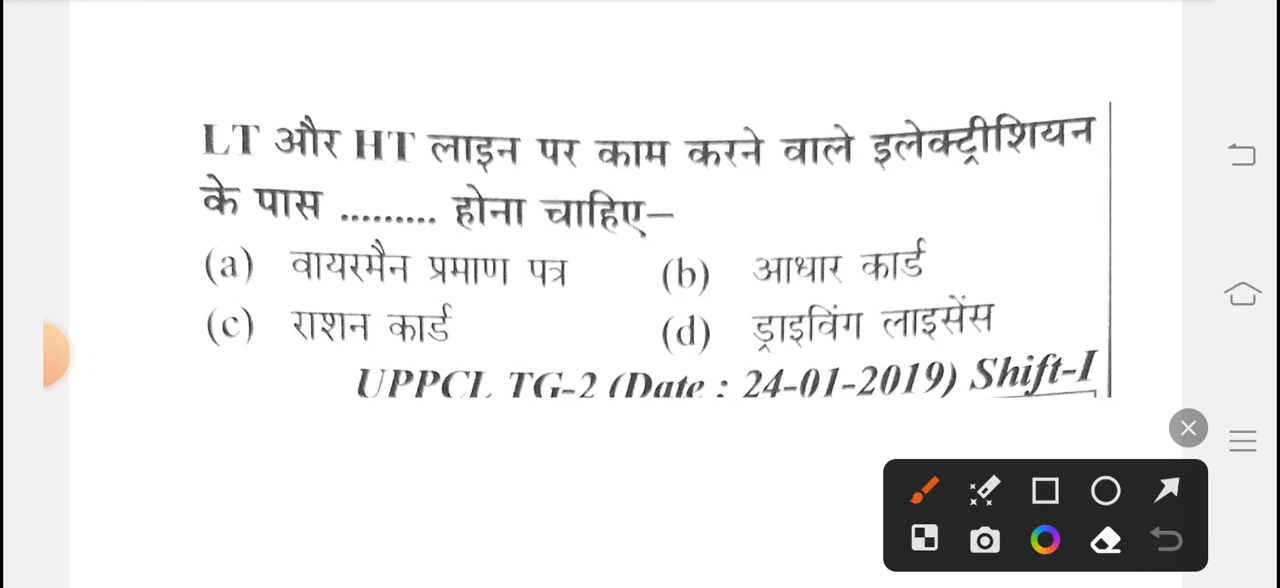 LT और HT लाइन पर काम करने वाले इलेक्ट्रीशियन
के पास ......... होना चाहिए–
(a) वायरमैन प्रमाण पत्र (b) आधार कार्ड
(c) राशन कार्ड (d) ड्राइविंग लाइसेंस
UPPCL TG-2 (Date : 24-01-2019) Shift-I